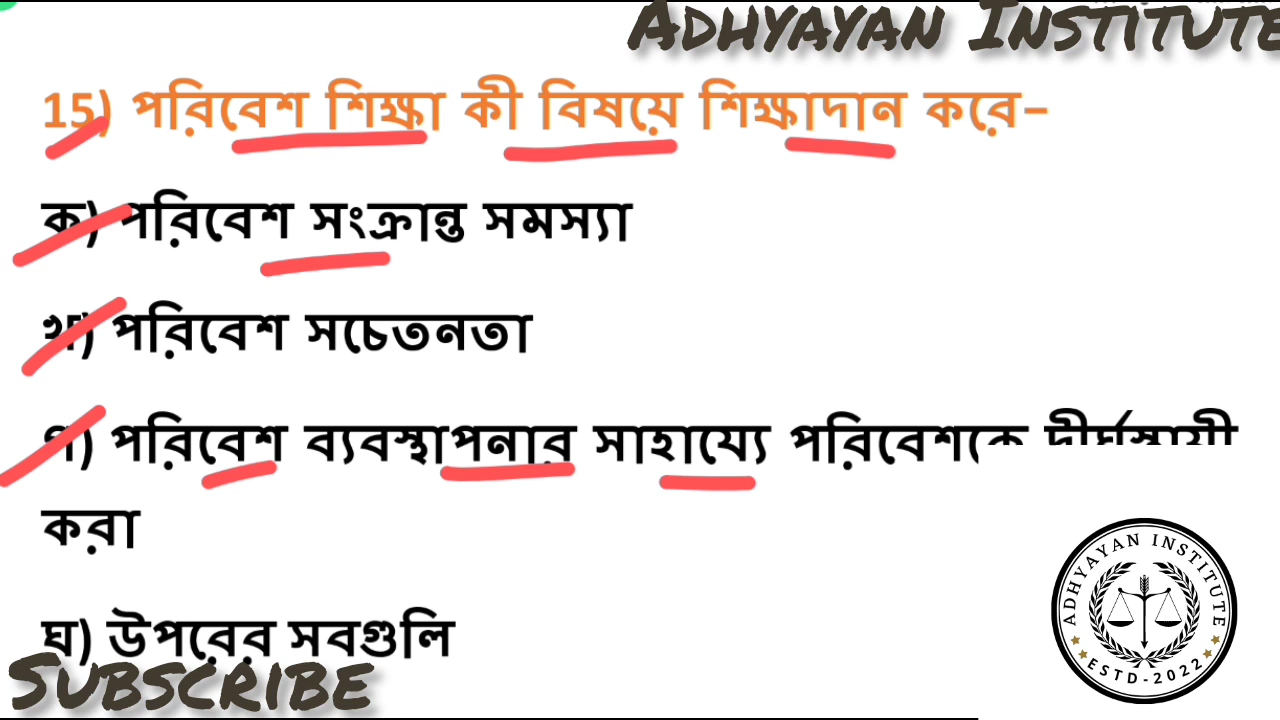 ADHYAYAN INSTITUTE
15) পরিবেশ শিক্ষা কী বিষয়ে শিক্ষাদান করে–
ক) পরিবেশ সংক্রান্ত সমস্যা
খ) পরিবেশ সচেতনতা
গ) পরিবেশ ব্যবস্থাপনার সাহায্যে পরিবেশকে দীর্ঘস্থায়ী
করা
ঘ) উপরের সবগুলি
SUBSCRIBE
ADHYAYAN INSTITUTE
ESTD-2022